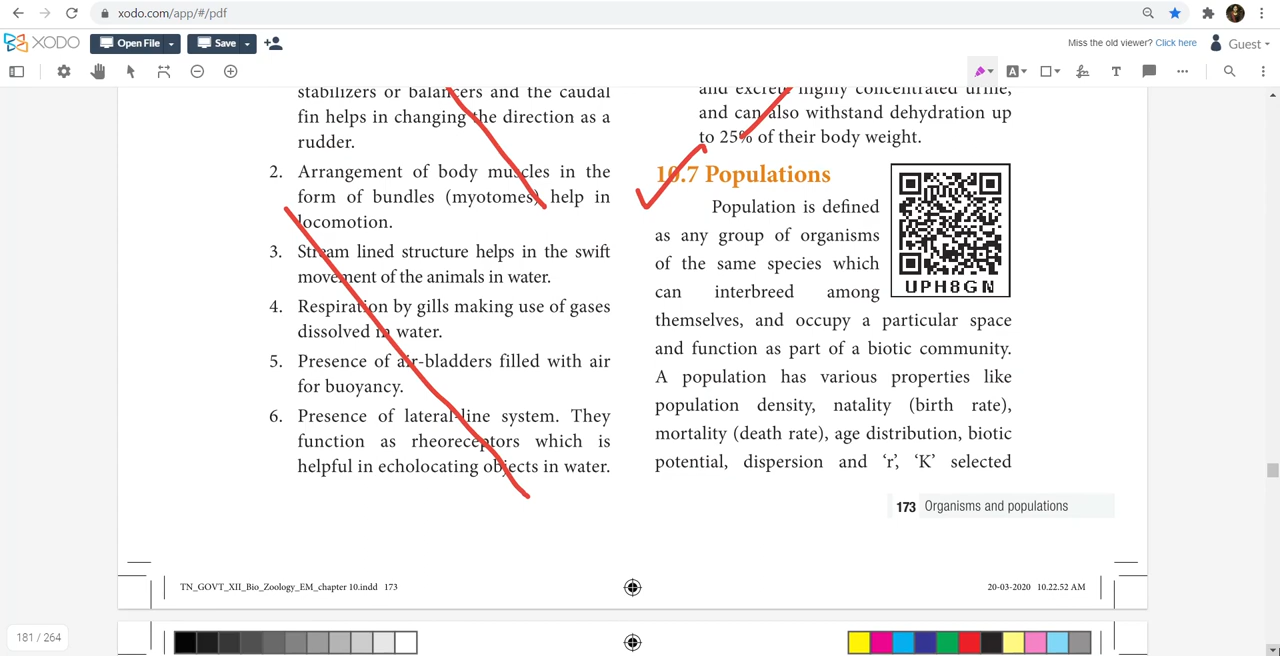 xodo.com/app/#/pdf
XODO
Open File
Save
Miss the old viewer? Click here
Guest
stabilizers or balancers and the caudal
fin helps in changing the direction as a
rudder.
2. Arrangement of body muscles in the
form of bundles (myotomes) help in
locomotion.
3. Stream lined structure helps in the swift
movement of the animals in water.
4. Respiration by gills making use of gases
dissolved in water.
5. Presence of air-bladders filled with air
for buoyancy.
6. Presence of lateral-line system. They
function as rheoreceptors which is
helpful in echolocating objects in water.
and excrete highly concentrated urine,
and can also withstand dehydration up
to 25% of their body weight.
10.7 Populations
Population is defined
as any group of organisms
of the same species which
can interbreed among
themselves, and occupy a particular space
and function as part of a biotic community.
A population has various properties like
population density, natality (birth rate),
mortality (death rate), age distribution, biotic
potential, dispersion and ‘r’, ‘K’ selected
UPH8GN
173 Organisms and populations
TN_GOVT_XII_Bio_Zoology_EM_chapter 10.indd 173
20-03-2020 10.22.52 AM
181 / 264